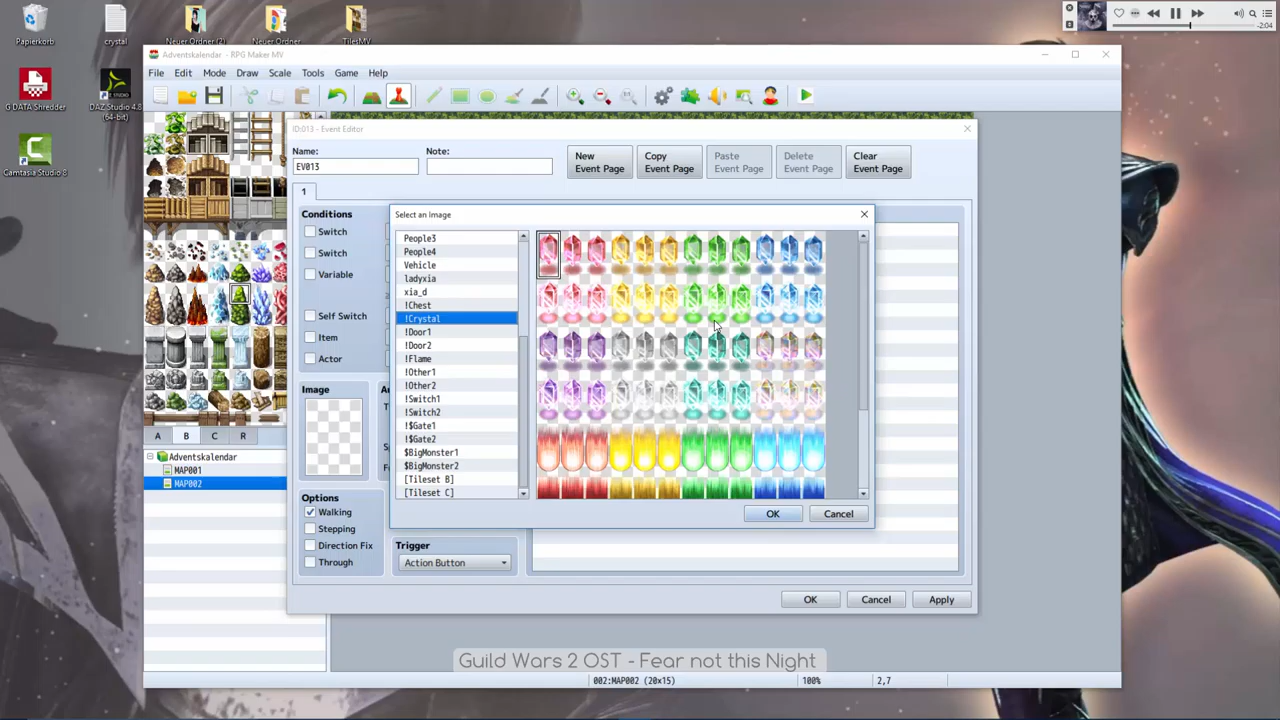 Papierkorb
crystal
Neuer Ordner (2)
Neuer Ordner
TilesMV
G DATA Shredder
DAZ Studio 4.8
(64-bit)
Camtasia Studio 8
-2:04
Adventskalendar - RPG Maker MV
File Edit Mode Draw Scale Tools Game Help
ID:013 - Event Editor
Name:
Note:
EV013
New
Event Page
Copy
Event Page
Paste
Event Page
Delete
Event Page
Clear
Event Page
1
Conditions
Switch
Switch
Variable
Self Switch
Item
Actor
Image
Options
Walking
Stepping
Direction Fix
Through
Trigger
Action Button
Select an Image
People3
People4
Vehicle
ladyxia
xia_d
!Chest
!Crystal
!Door1
!Door2
!Flame
!Other1
!Other2
!Switch1
!Switch2
!$Gate1
!$Gate2
$BigMonster1
$BigMonster2
[Tileset B]
[Tileset C]
OK Cancel
OK Cancel Apply
A B C R
Adventskalendar
MAP001
MAP002
Guild Wars 2 OST - Fear not this Night
002:MAP002 (20x15) 100% 2,7